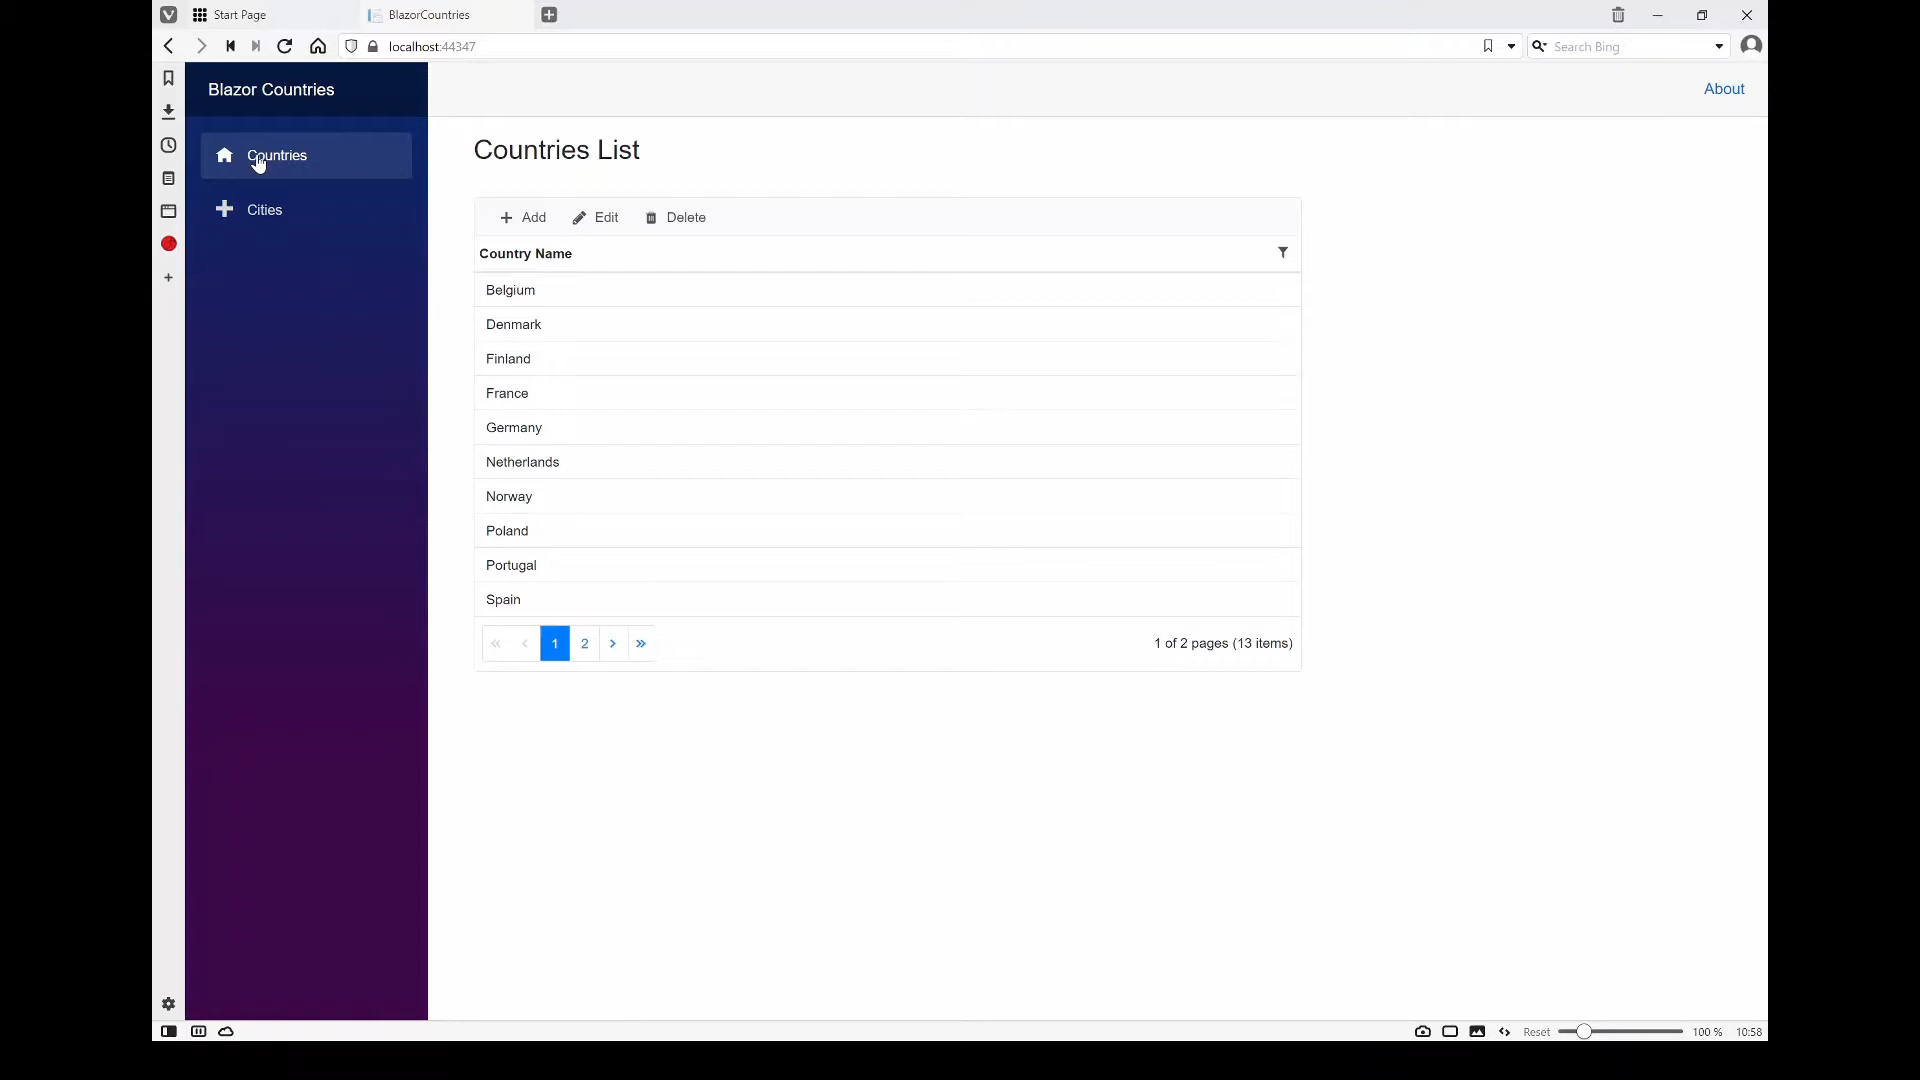 Start Page
BlazorCountries
localhost:44347
Search Bing
Blazor Countries
About
Countries
Cities
Countries List
Add
Edit
Delete
Country Name
Belgium
Denmark
Finland
France
Germany
Netherlands
Norway
Poland
Portugal
Spain
1
2
1 of 2 pages (13 items)
Reset
100 %
10:58